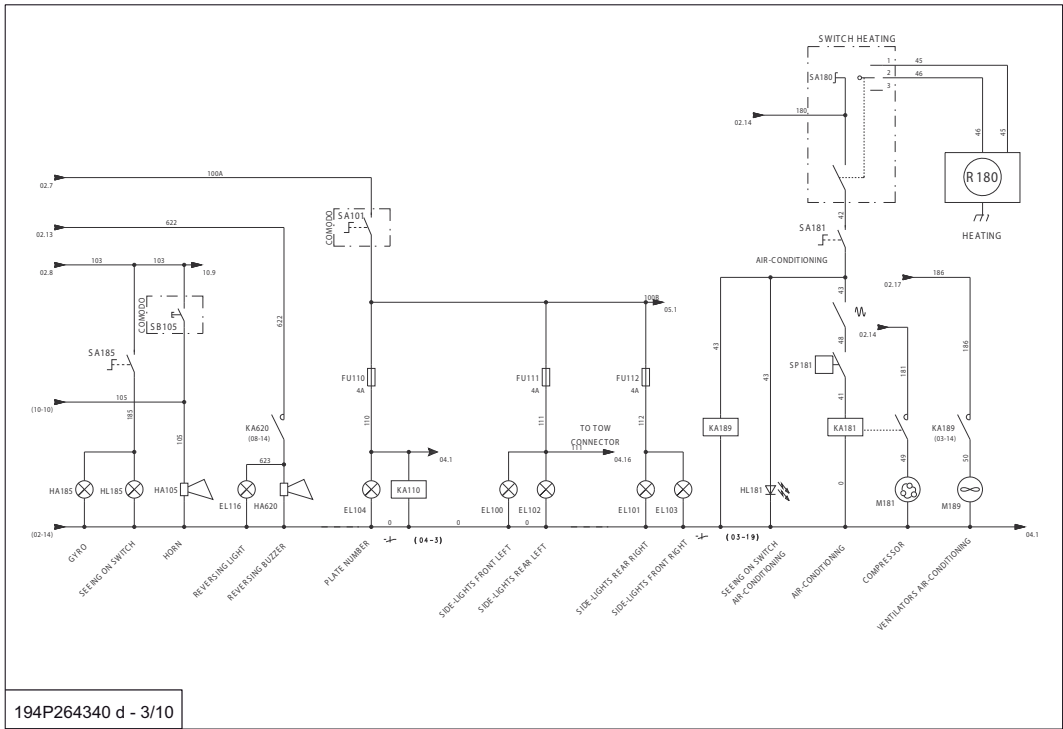 SWITCH HEATING
SA180
1
2
3
45
46
180
02.14
46
45
R 180
HEATING
100A
02.7
622
02.13
103
103
02.8
10.9
COMODO
SA101
42
SA181
AIR-CONDITIONING
186
02.17
COMODO
SB105
622
100B
05.1
43
02.14
SA185
43
43
48
SP181
181
186
FU110
4A
FU111
4A
FU112
4A
105
(10-10)
185
105
KA620
(08-14)
110
111
112
TO TOW
CONNECTOR
111
04.16
41
KA189
KA181
KA189
(03-14)
623
04.1
49
50
HA185
HL185
HA105
EL116
HA620
EL104
KA110
EL100
EL102
EL101
EL103
HL181
0
M181
M189
(02-14)
0
0
0
04.1
(04-3)
(03-19)
GYRO
SEEING ON SWITCH
HORN
REVERSING LIGHT
REVERSING BUZZER
PLATE NUMBER
SIDE-LIGHTS FRONT LEFT
SIDE-LIGHTS REAR LEFT
SIDE-LIGHTS REAR RIGHT
SIDE-LIGHTS FRONT RIGHT
SEEING ON SWITCH
AIR-CONDITIONING
AIR-CONDITIONING
COMPRESSOR
VENTILATORS AIR-CONDITIONING
194P264340 d - 3/10